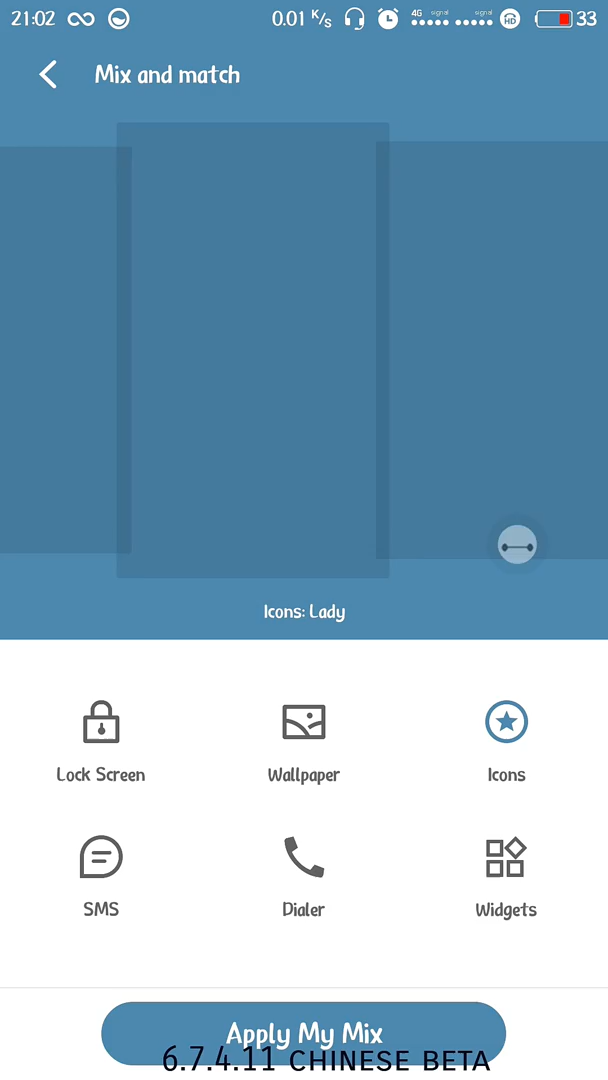 21:02 0.01 K/s 4G signal signal HD 33
Mix and match
Icons: Lady
Lock Screen Wallpaper Icons
SMS Dialer Widgets
Apply My Mix
6.7.4.11 CHINESE BETA